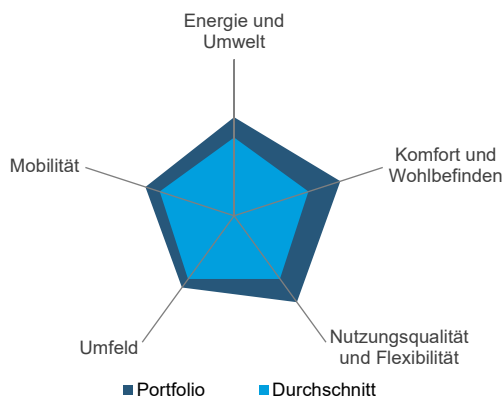 Energie und
Umwelt
Mobilität
Komfort und
Wohlbefinden
Umfeld
Nutzungsqualität
und Flexibilität
Portfolio
Durchschnitt